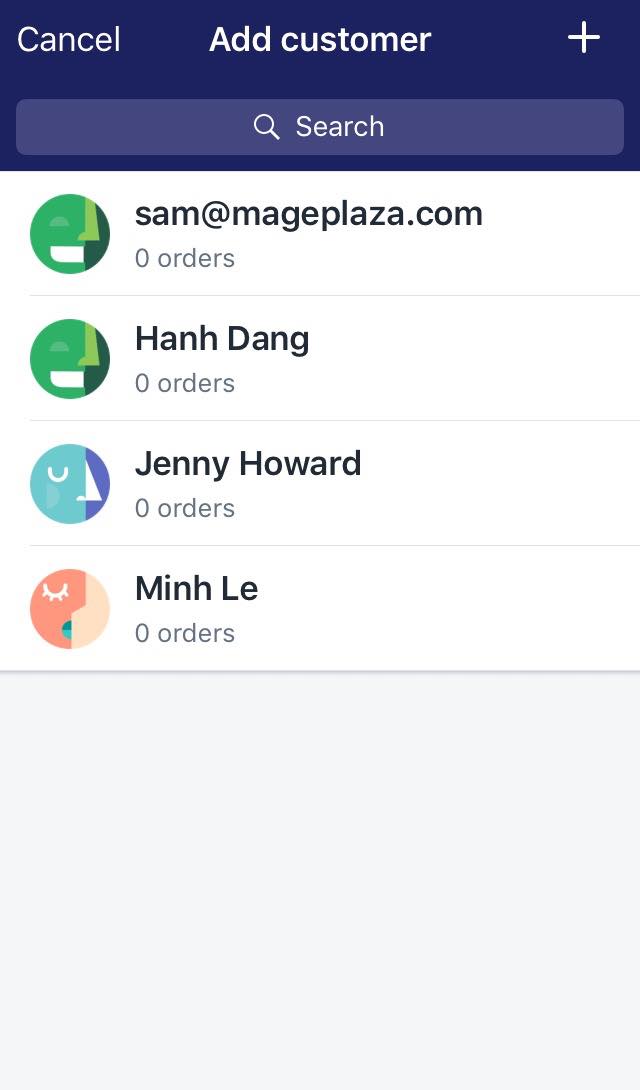 Cancel
Add customer
Search
sam@mageplaza.com
0 orders
Hanh Dang
0 orders
Jenny Howard
0 orders
Minh Le
0 orders